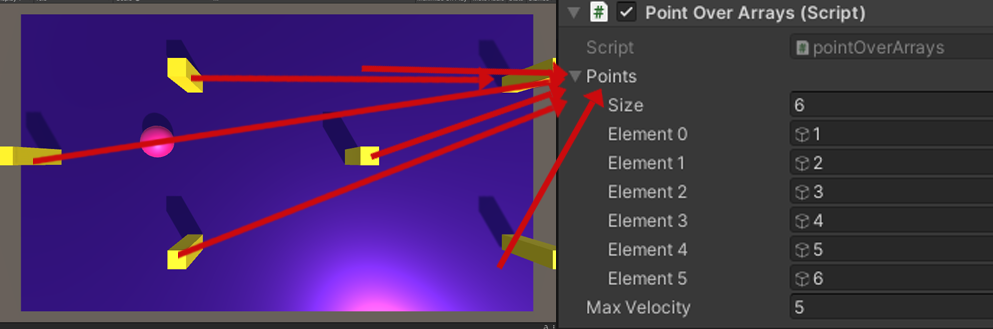 Point Over Arrays (Script)
Script pointOverArrays
Points
Size 6
Element 0 1
Element 1 2
Element 2 3
Element 3 4
Element 4 5
Element 5 6
Max Velocity 5